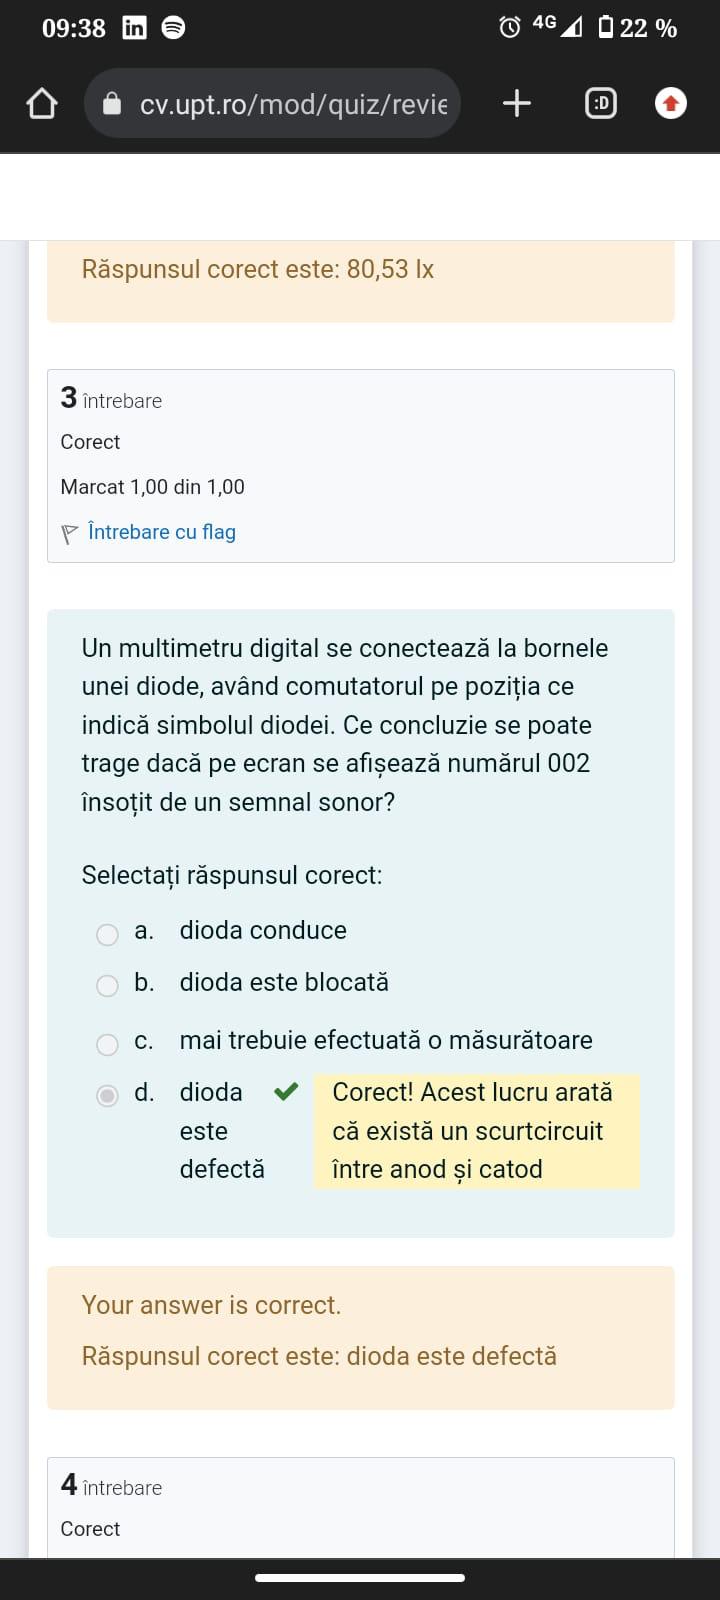 09:38 in 4G 22 %
cv.upt.ro/mod/quiz/revie :D
Răspunsul corect este: 80,53 lx
3 întrebare
Corect
Marcat 1,00 din 1,00
Întrebare cu flag
Un multimetru digital se conectează la bornele
unei diode, având comutatorul pe poziția ce
indică simbolul diodei. Ce concluzie se poate
trage dacă pe ecran se afișează numărul 002
însoțit de un semnal sonor?
Selectați răspunsul corect:
a. dioda conduce
b. dioda este blocată
c. mai trebuie efectuată o măsurătoare
d. dioda
este
defectă
Corect! Acest lucru arată
că există un scurtcircuit
între anod și catod
Your answer is correct.
Răspunsul corect este: dioda este defectă
4 întrebare
Corect